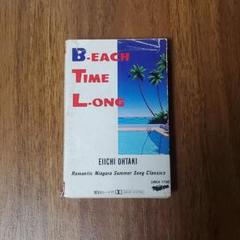 B-EACH
TIME
L-ONG
EIICHI OHTAKI
Romantic Niagara Summer Song Classics